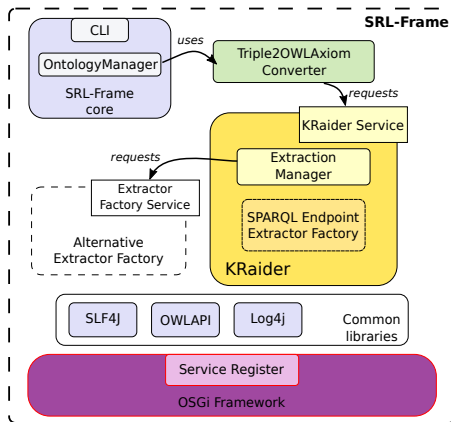 SRL-Frame
CLI
OntologyManager
SRL-Frame
core
uses
Triple2OWLAxiom
Converter
requests
KRaider Service
Extraction
Manager
requests
Extractor
Factory Service
Alternative
Extractor Factory
SPARQL Endpoint
Extractor Factory
KRaider
SLF4J
OWLAPI
Log4j
Common
libraries
Service Register
OSGi Framework